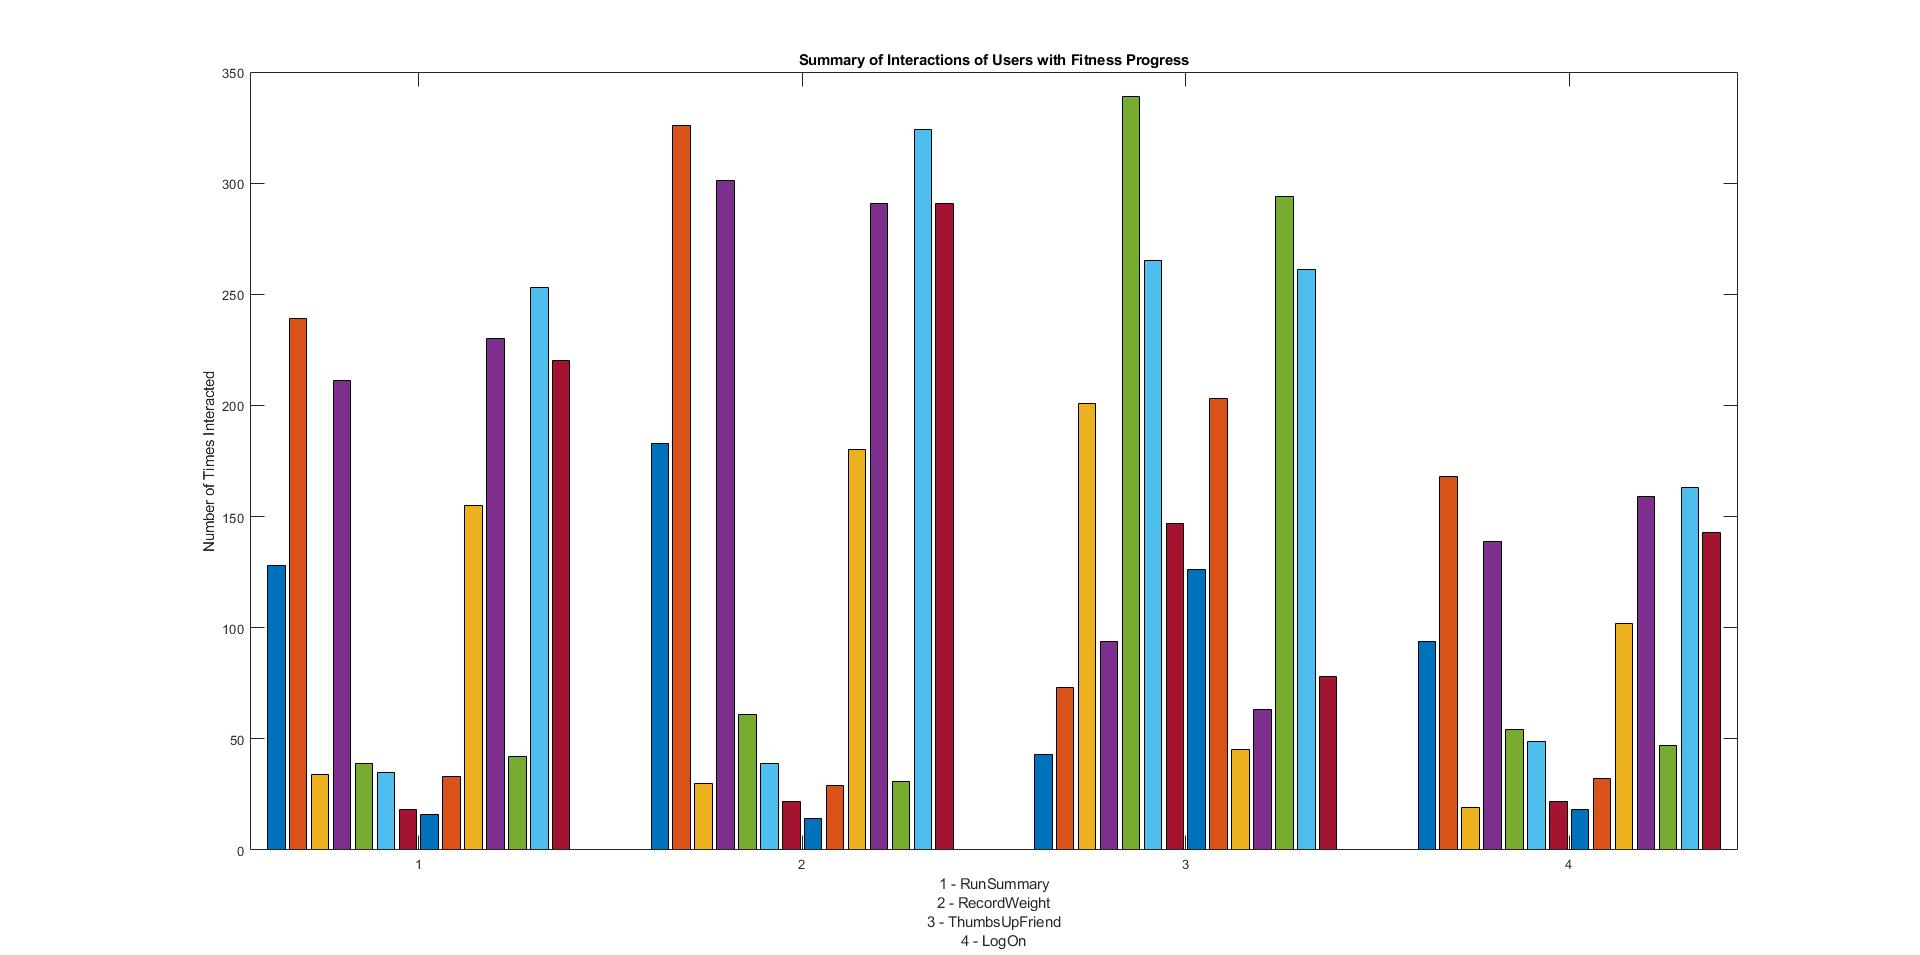 Summary of Interactions of Users with Fitness Progress
350
300
250
200
150
100
50
0
Number of Times Interacted
1 2 3 4
1 - RunSummary
2 - RecordWeight
3 - ThumbsUpFriend
4 - LogOn